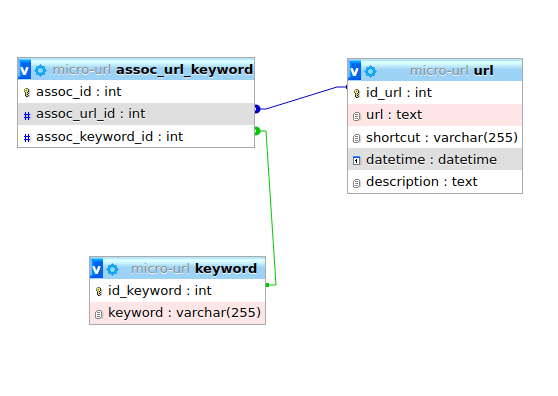 v micro-url assoc_url_keyword
assoc_id : int
# assoc_url_id : int
# assoc_keyword_id : int
v micro-url url
id_url : int
url : text
shortcut : varchar(255)
datetime : datetime
description : text
v micro-url keyword
id_keyword : int
keyword : varchar(255)